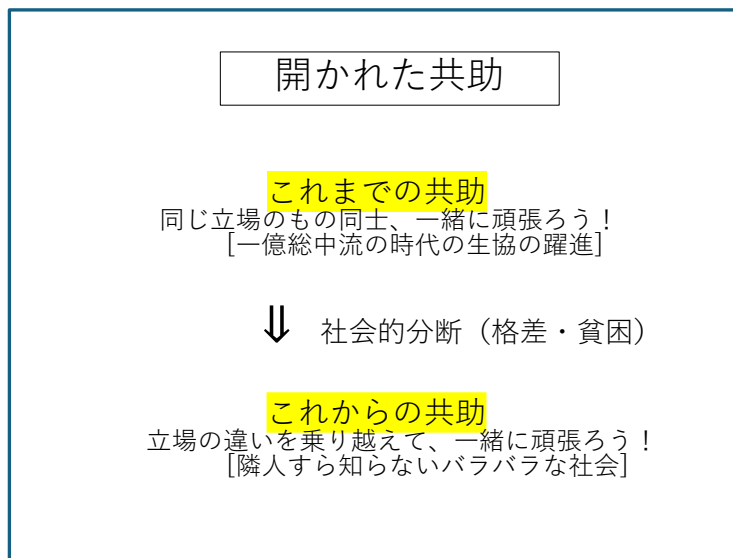 開かれた共助
これまでの共助
同じ立場のもの同士、一緒に頑張ろう！
[一億総中流の時代の生協の躍進]
⇓ 社会的分断（格差・貧困）
これからの共助
立場の違いを乗り越えて、一緒に頑張ろう！
[隣人すら知らないバラバラな社会]